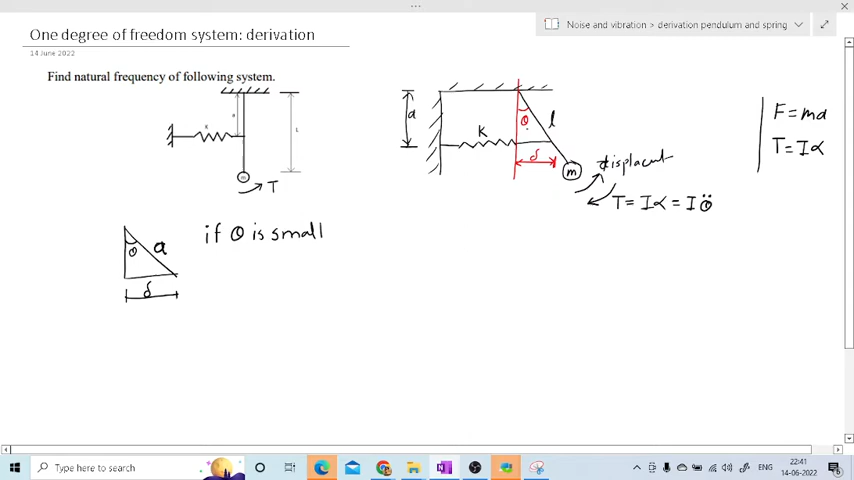 Noise and vibration > derivation pendulum and spring
One degree of freedom system: derivation
14 June 2022
Find natural frequency of following system.
K
a
L
m
T
a
K
θ
l
δ
m
displacemt
T = Iα = I θ̈
F = ma
T = Iα
θ
a
δ
if θ is small
Type here to search
ENG
22:41
14-06-2022